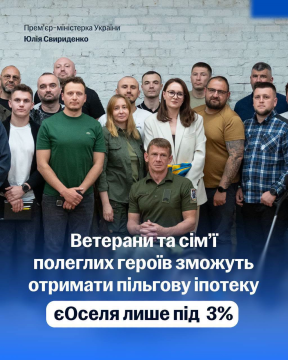 Прем'єр-міністерка України
Юлія Свириденко
Ветерани та сім'ї
полеглих героїв зможуть
отримати пільгову іпотеку
єОселя лише під 3%